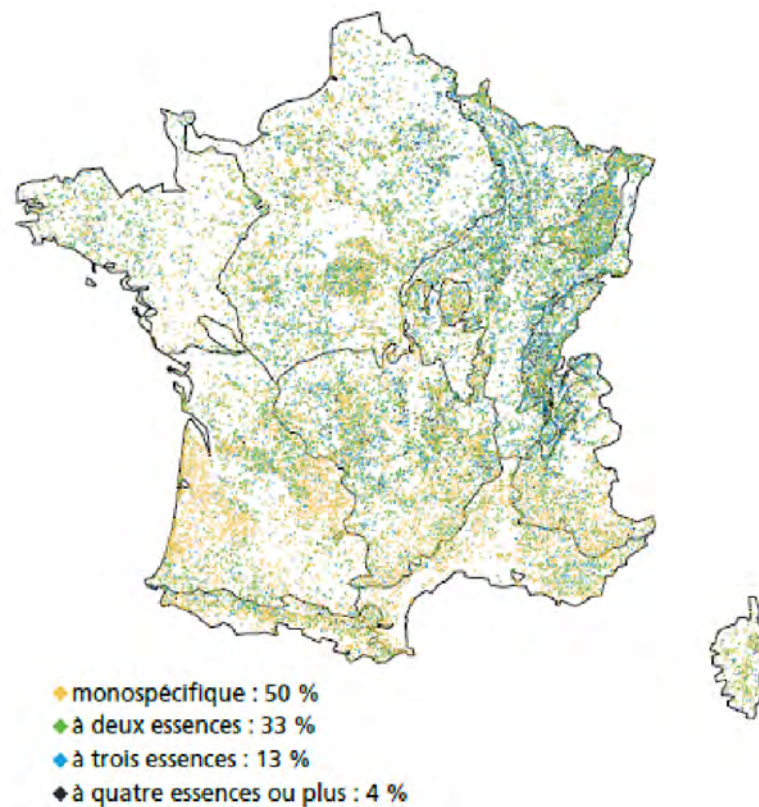 monospécifique : 50 %
à deux essences : 33 %
à trois essences : 13 %
à quatre essences ou plus : 4 %